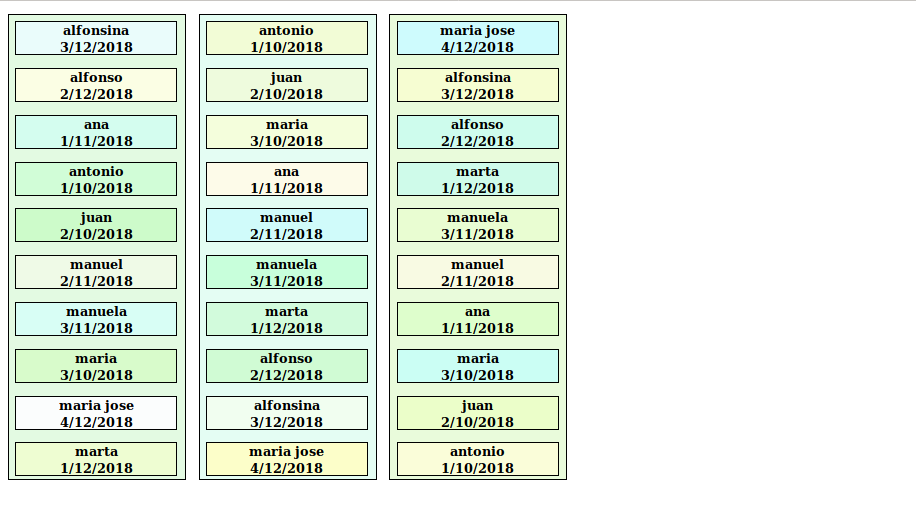 alfonsina
3/12/2018
alfonso
2/12/2018
ana
1/11/2018
antonio
1/10/2018
juan
2/10/2018
manuel
2/11/2018
manuela
3/11/2018
maria
3/10/2018
maria jose
4/12/2018
marta
1/12/2018
antonio
1/10/2018
juan
2/10/2018
maria
3/10/2018
ana
1/11/2018
manuel
2/11/2018
manuela
3/11/2018
marta
1/12/2018
alfonso
2/12/2018
alfonsina
3/12/2018
maria jose
4/12/2018
maria jose
4/12/2018
alfonsina
3/12/2018
alfonso
2/12/2018
marta
1/12/2018
manuela
3/11/2018
manuel
2/11/2018
ana
1/11/2018
maria
3/10/2018
juan
2/10/2018
antonio
1/10/2018